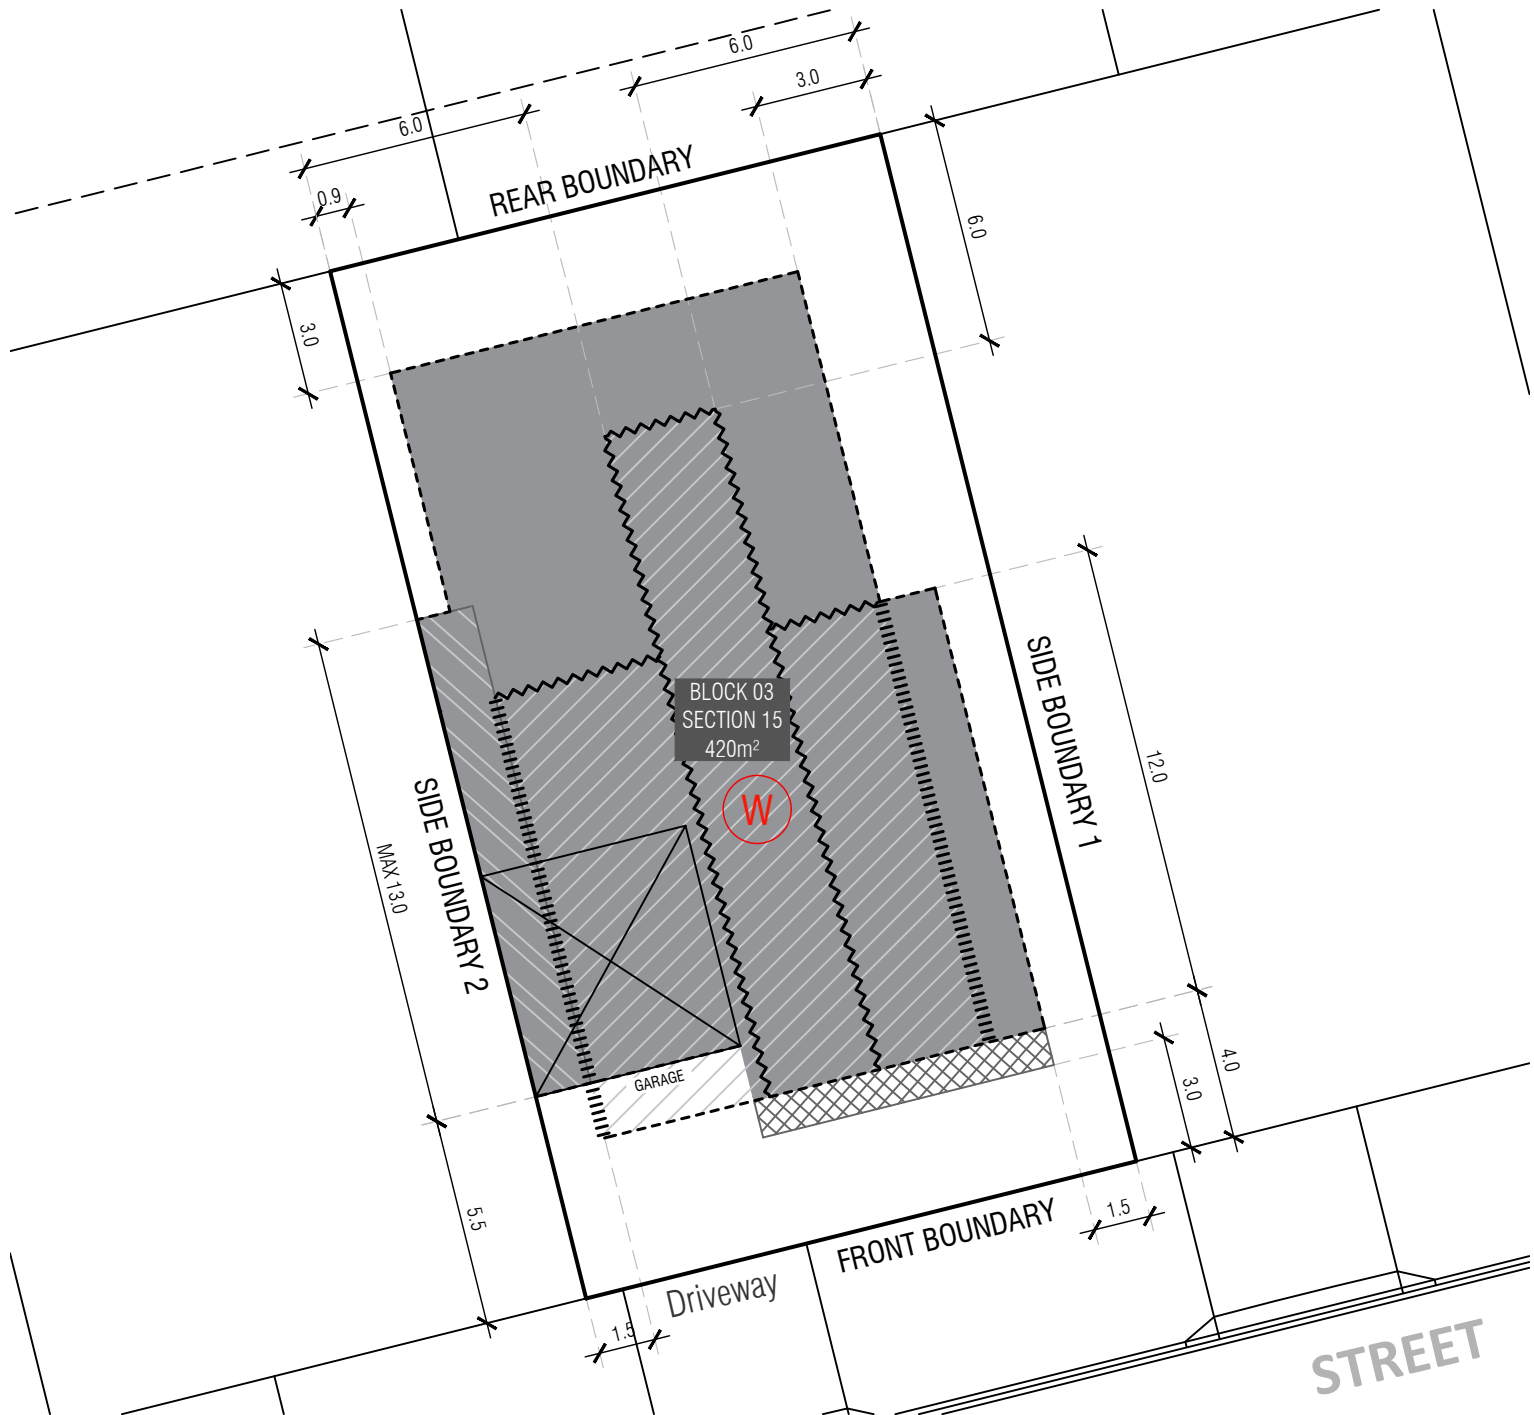 6.0
3.0
6.0
0.9
REAR BOUNDARY
6.0
3.0
SIDE BOUNDARY 1
12.0
BLOCK 03
SECTION 15
420m²
W
SIDE BOUNDARY 2
MAX 13.0
GARAGE
4.0
3.0
5.5
1.5
FRONT BOUNDARY
Driveway
1.5
STREET